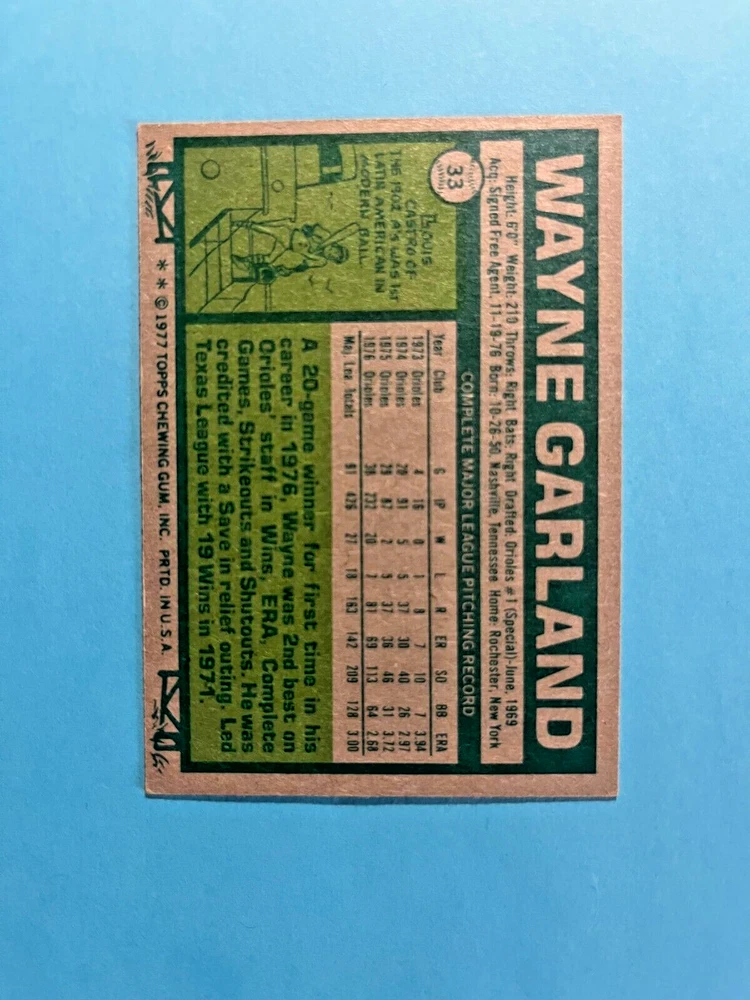 WAYNE GARLAND
33
Height: 6'0" Weight: 210 Throws: Right Bats: Right Drafted: Orioles #1 (Special)-June, 1969
Acq: Signed Free Agent, 11-19-76 Born: 10-26-50, Nashville, Tennessee Home: Rochester, New York
COMPLETE MAJOR LEAGUE PITCHING RECORD
Year Club G IP W L R ER SO BB ERA
1973 Orioles 4 16 0 1 8 7 10 7 3.94
1974 Orioles 20 91 5 5 37 30 40 26 2.97
1975 Orioles 29 87 2 5 37 36 46 31 3.72
1976 Orioles 38 232 20 7 81 69 113 64 2.68
Maj. Lea. Totals 91 426 27 18 163 142 209 128 3.00
LOUIS
CASTRO OF
THE 1902 A'S WAS 1ST
LATIN AMERICAN IN
MODERN BALL.
A 20-game winner for first time in his
career in 1976, Wayne was 2nd best on
Orioles' staff in Wins, ERA, Complete
Games, Strikeouts and Shutouts. He was
credited with a Save in relief outing. Led
Texas League with 19 Wins in 1971.
* * © 1977 TOPPS CHEWING GUM, INC. PRTD. IN U.S.A.